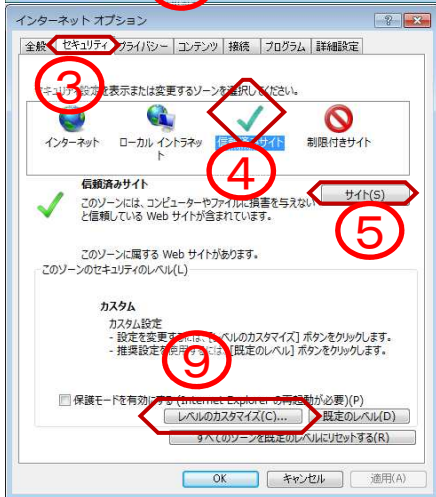 インターネット オプション
全般 セキュリティ プライバシー コンテンツ 接続 プログラム 詳細設定
③
セキュリティ設定を表示または変更するゾーンを選択してください。
インターネット ローカル イントラネット 信頼済みサイト 制限付きサイト
④
信頼済みサイト
サイト(S)
このゾーンには、コンピューターやファイルに損害を与えない
と信頼している Web サイトが含まれています。
⑤
このゾーンに属する Web サイトがあります。
このゾーンのセキュリティのレベル(L)
カスタム
カスタム設定
- 設定を変更するには、[レベルのカスタマイズ] ボタンをクリックします。
- 推奨設定を使用するには、[既定のレベル] ボタンをクリックします。
⑨
保護モードを有効にする (Internet Explorer の再起動が必要)(P)
レベルのカスタマイズ(C)... 既定のレベル(D)
すべてのゾーンを既定のレベルにリセットする(R)
OK キャンセル 適用(A)